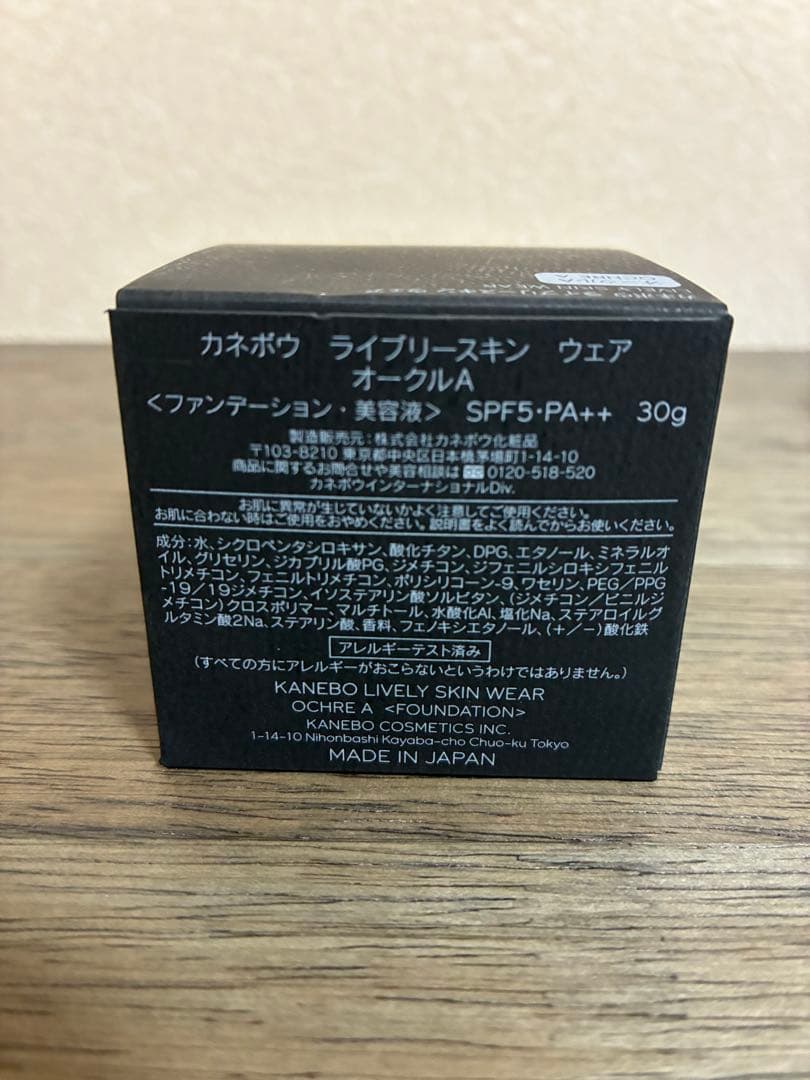 オークルA
OCHRE A
カネボウ ライブリースキン ウェア
オークルA
<ファンデーション・美容液> SPF5・PA++ 30g
製造販売元:株式会社カネボウ化粧品
〒103-8210 東京都中央区日本橋茅場町1-14-10
商品に関するお問合せや美容相談は 0120-518-520
カネボウインターナショナルDiv.
お肌に異常が生じていないかよく注意してご使用ください。
お肌に合わない時はご使用をおやめください。説明書をよく読んでからお使いください。
成分:水、シクロペンタシロキサン、酸化チタン、DPG、エタノール、ミネラルオ
イル、グリセリン、ジカプリル酸PG、ジメチコン、ジフェニルシロキシフェニル
トリメチコン、フェニルトリメチコン、ポリシリコーン-9、ワセリン、PEG/PPG
-19/19ジメチコン、イソステアリン酸ソルビタン、(ジメチコン/ビニルジ
メチコン)クロスポリマー、マルチトール、水酸化Al、塩化Na、ステアロイルグ
ルタミン酸2Na、ステアリン酸、香料、フェノキシエタノール、(+/-)酸化鉄
アレルギーテスト済み
(すべての方にアレルギーがおこらないというわけではありません。)
KANEBO LIVELY SKIN WEAR
OCHRE A <FOUNDATION>
KANEBO COSMETICS INC.
1-14-10 Nihonbashi Kayaba-cho Chuo-ku Tokyo
MADE IN JAPAN